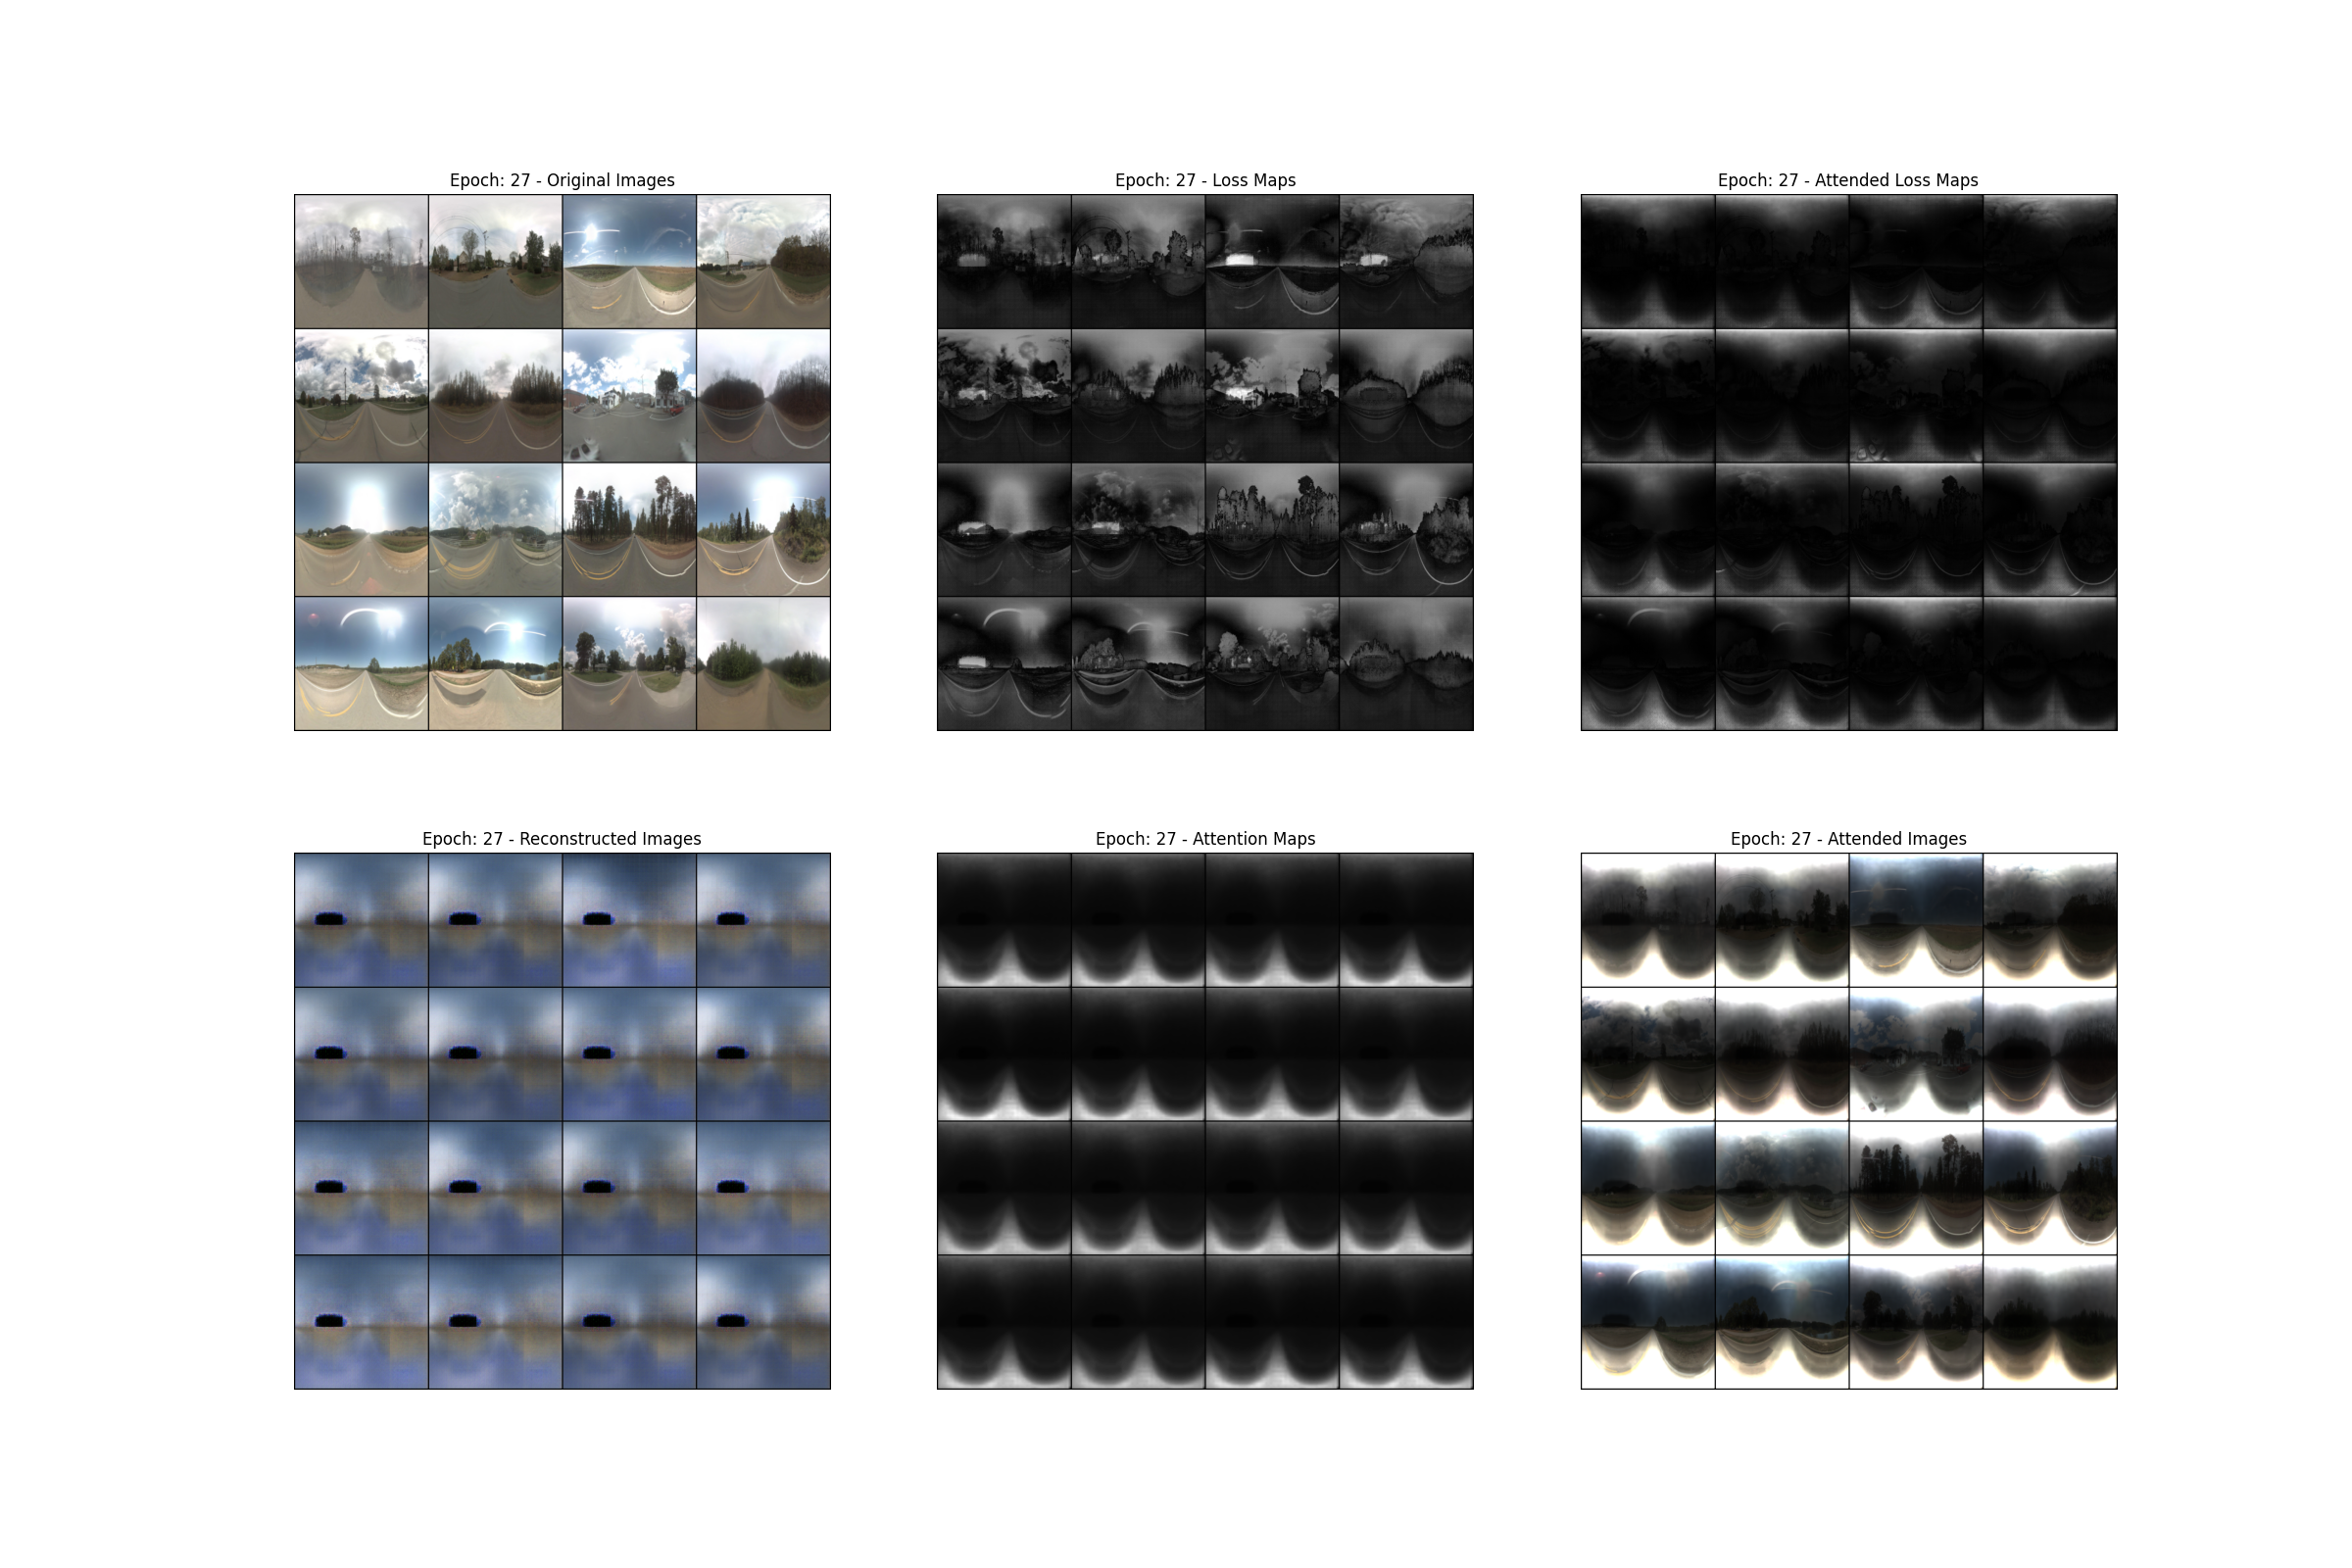 Epoch: 27 - Original Images
Epoch: 27 - Loss Maps
Epoch: 27 - Attended Loss Maps
Epoch: 27 - Reconstructed Images
Epoch: 27 - Attention Maps
Epoch: 27 - Attended Images